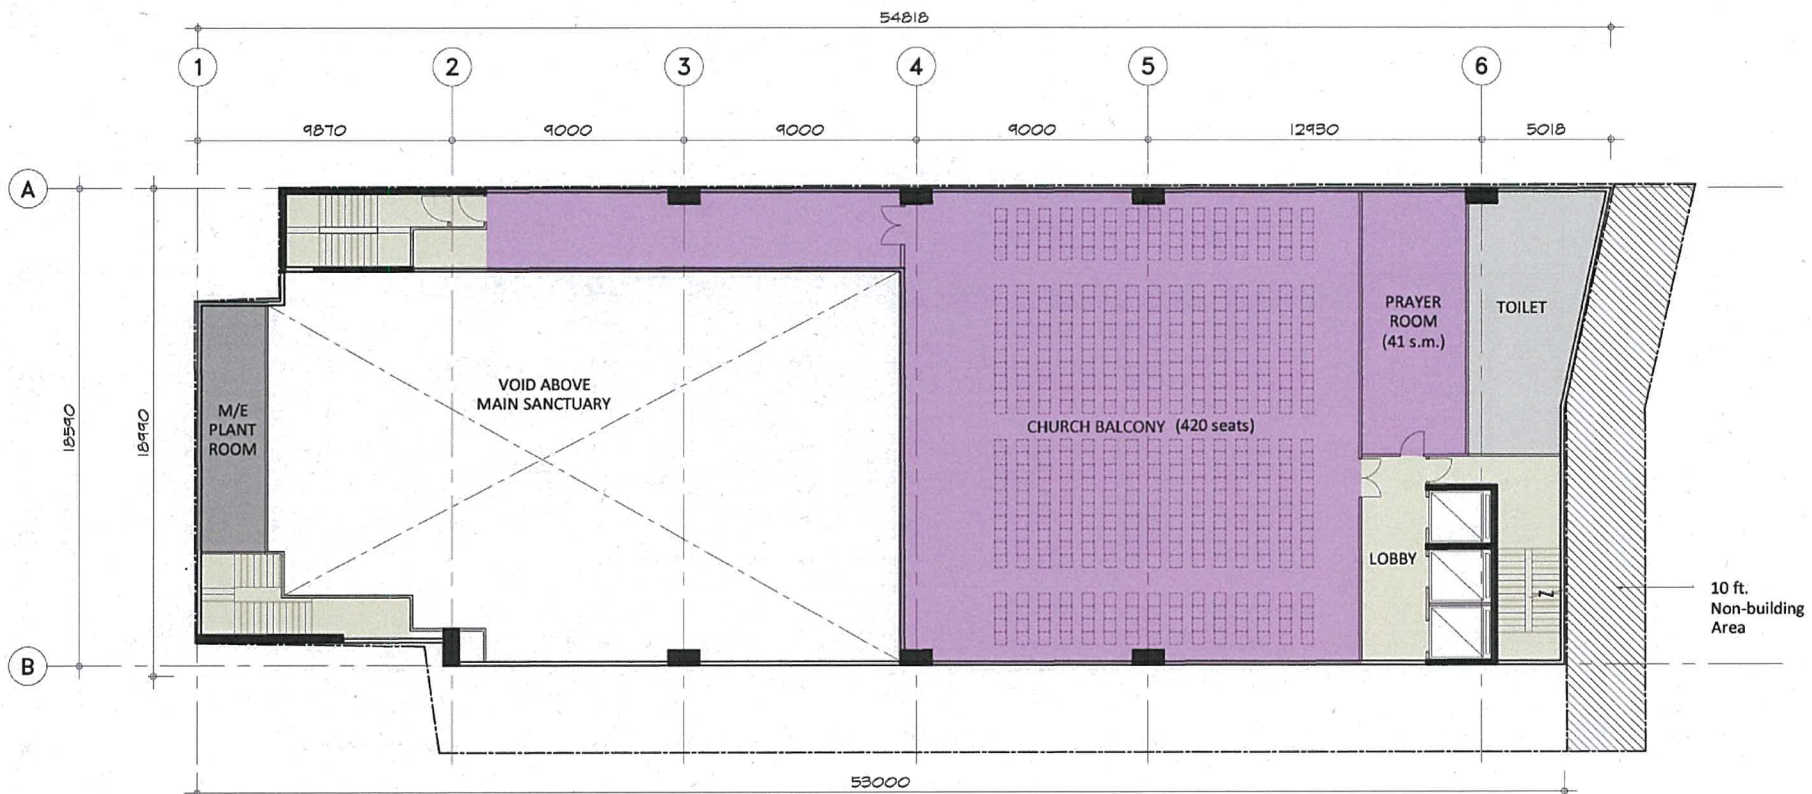 54818
1
2
3
4
5
6
9870
9000
9000
9000
12930
5018
A
B
18590
18990
M/E
PLANT
ROOM
VOID ABOVE
MAIN SANCTUARY
CHURCH BALCONY (420 seats)
PRAYER
ROOM
(41 s.m.)
TOILET
LOBBY
10 ft.
Non-building
Area
53000